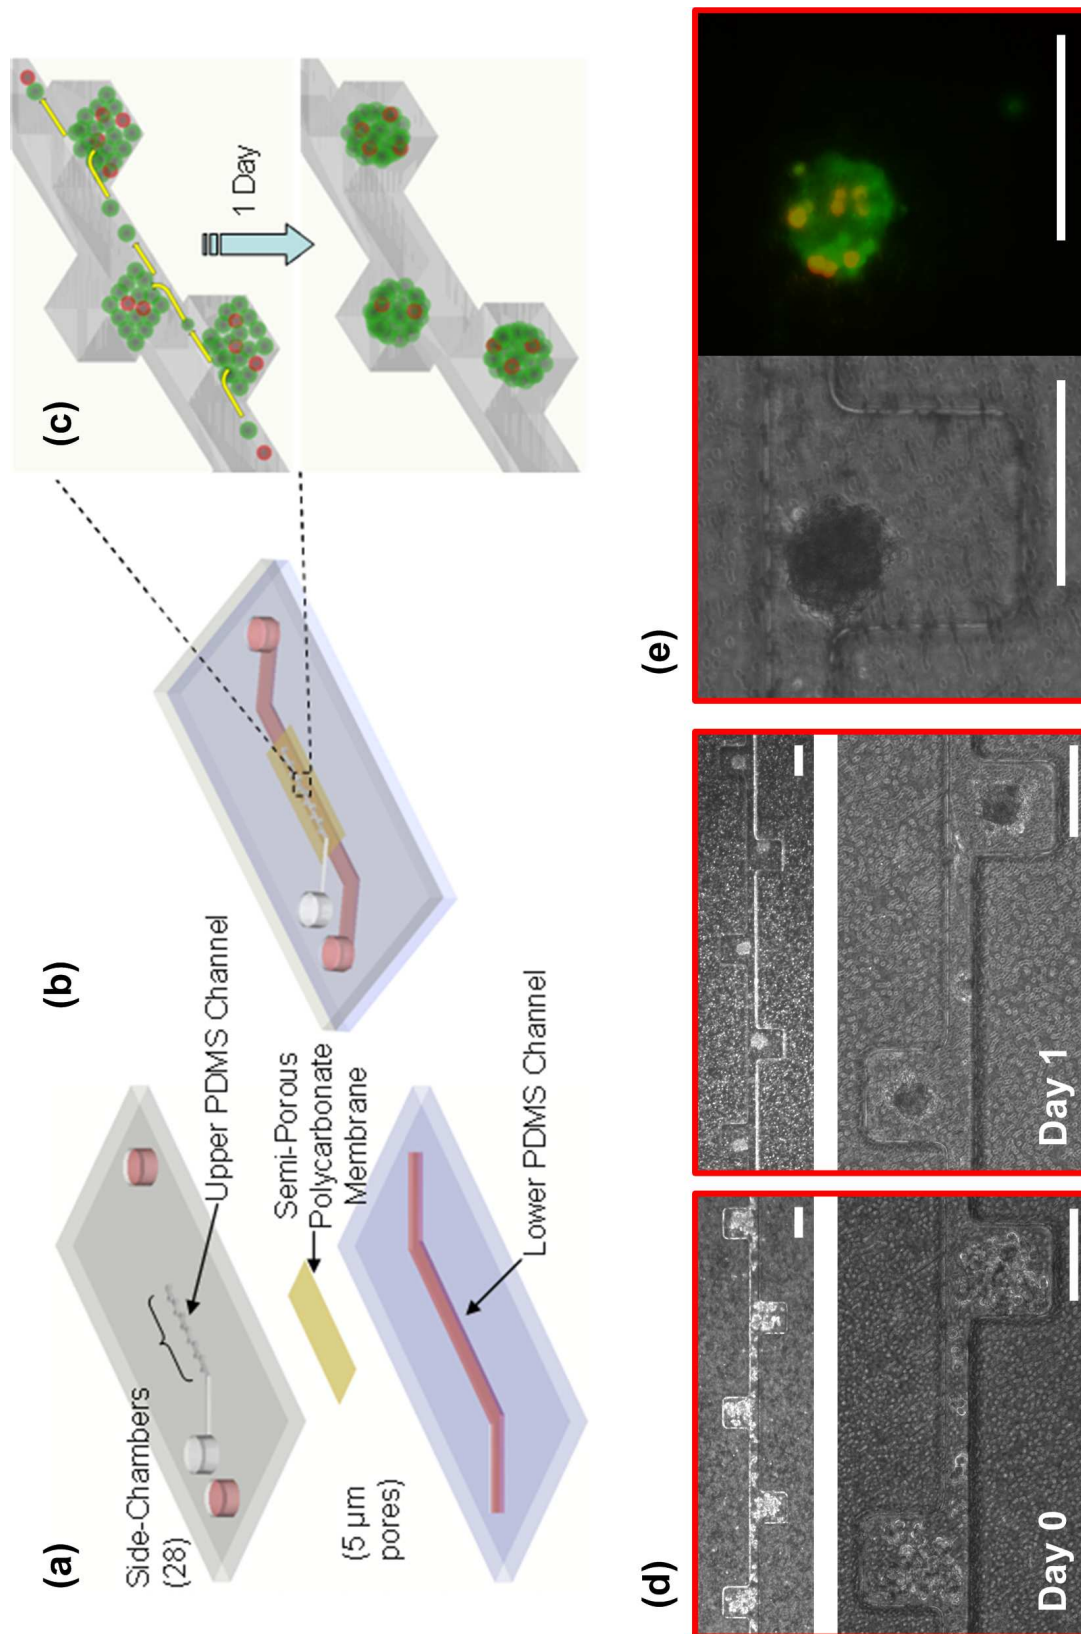 (a)
Side-Chambers
(28)
Upper PDMS Channel
Semi-Porous
Polycarbonate
Membrane
(5 µm
pores)
Lower PDMS Channel
(b)
(c)
1 Day
(d)
Day 0
Day 1
(e)